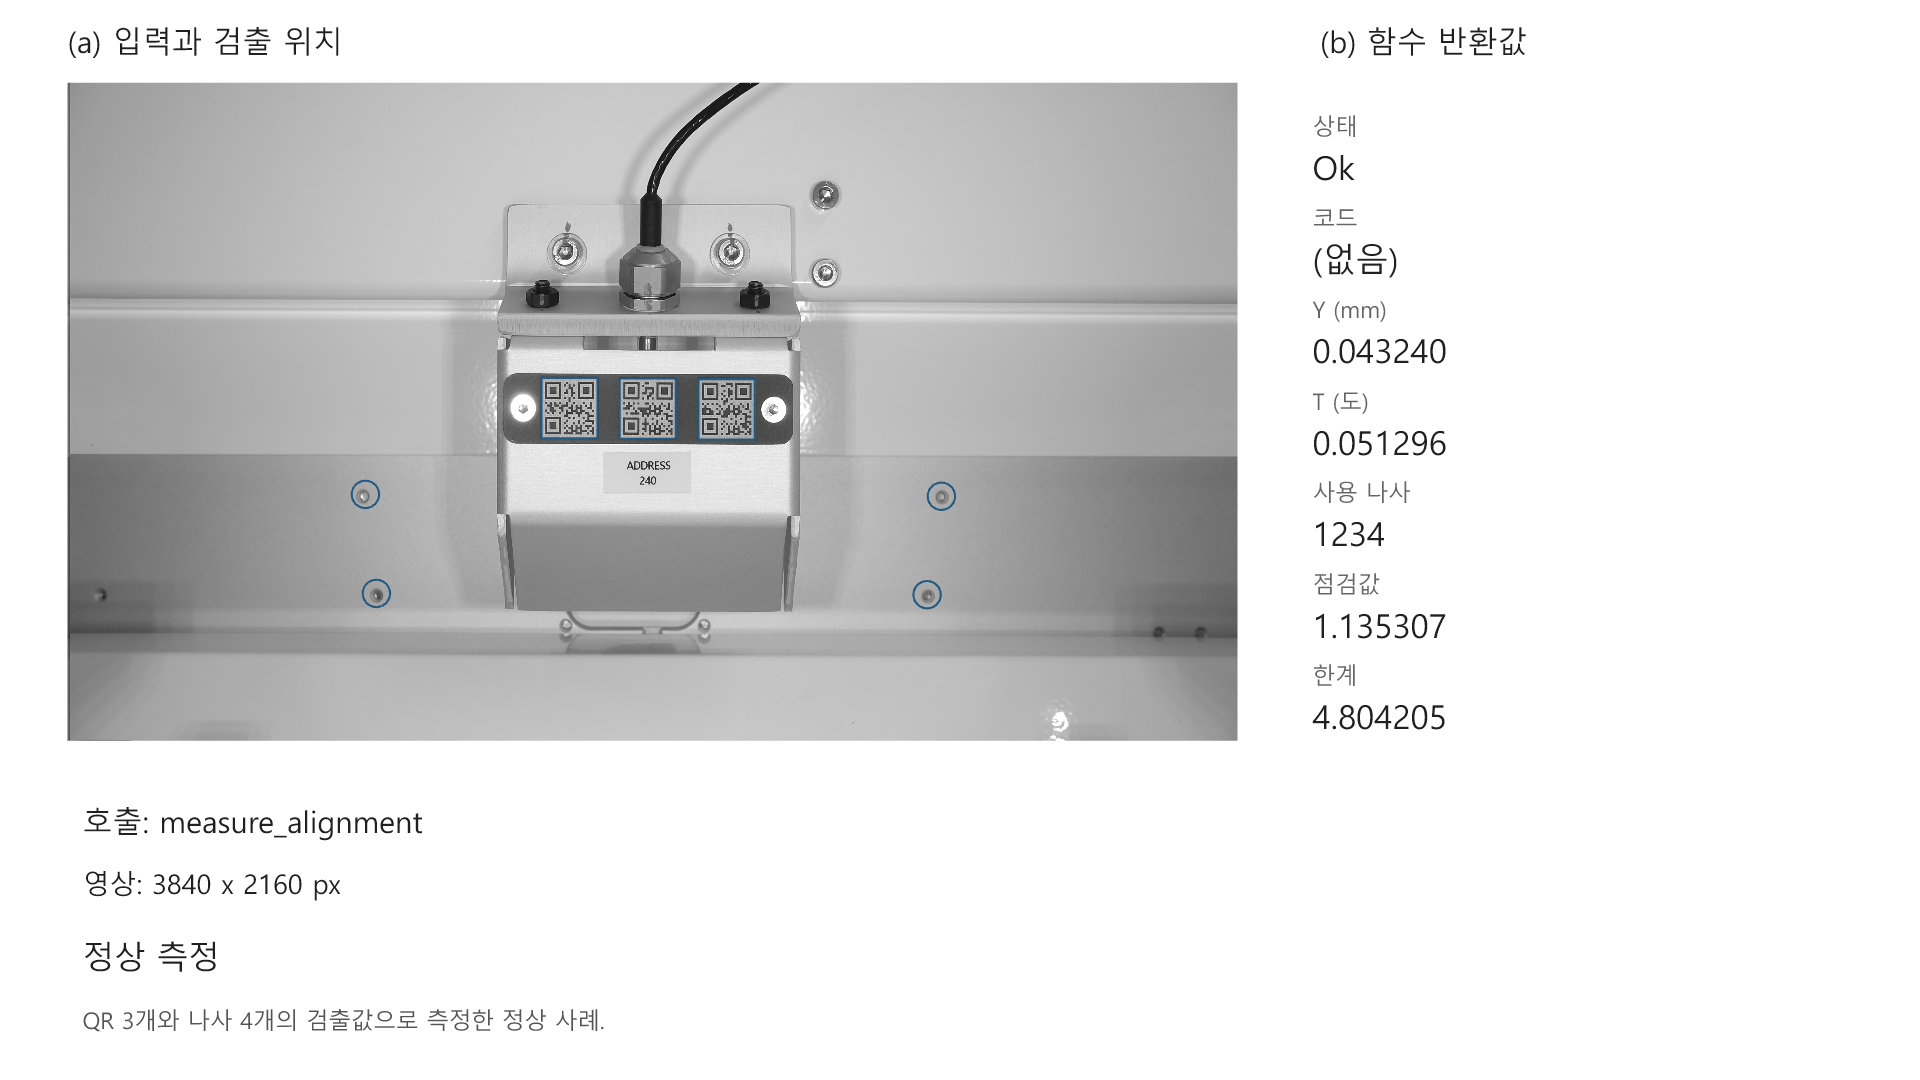 (a) 입력과 검출 위치
ADDRESS
240
호출: measure_alignment
영상: 3840 x 2160 px
정상 측정
QR 3개와 나사 4개의 검출값으로 측정한 정상 사례.
(b) 함수 반환값
상태
Ok
코드
(없음)
Y (mm)
0.043240
T (도)
0.051296
사용 나사
1234
점검값
1.135307
한계
4.804205